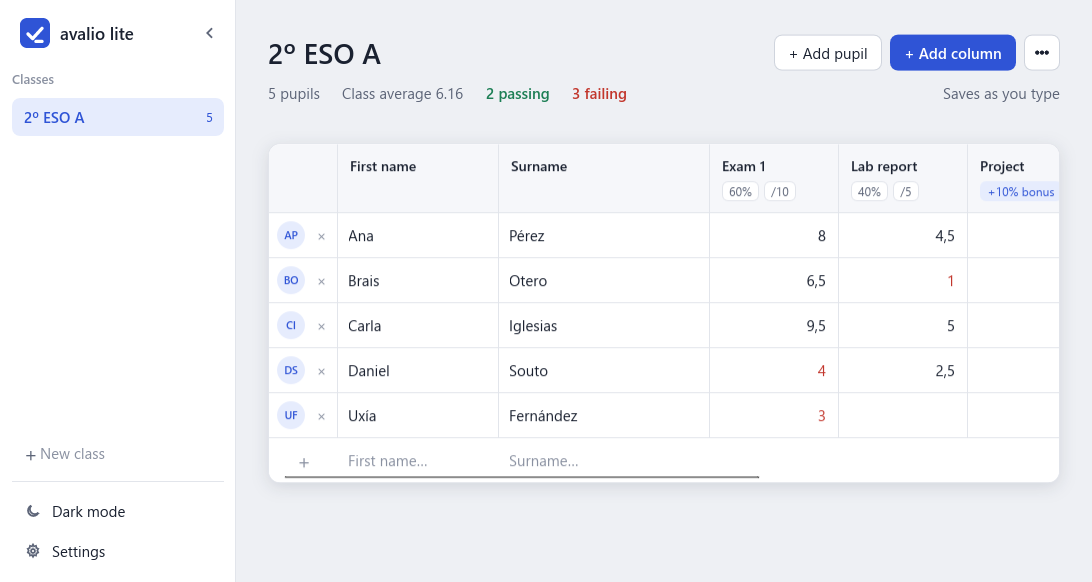 avalio lite
Classes
2º ESO A 5
+ New class
Dark mode
Settings
2º ESO A
+ Add pupil + Add column •••
5 pupils Class average 6.16 2 passing 3 failing Saves as you type
First name Surname Exam 1 Lab report Project
60% /10 40% /5 +10% bonus
AP × Ana Pérez 8 4,5
BO × Brais Otero 6,5 1
CI × Carla Iglesias 9,5 5
DS × Daniel Souto 4 2,5
UF × Uxía Fernández 3
+ First name... Surname...